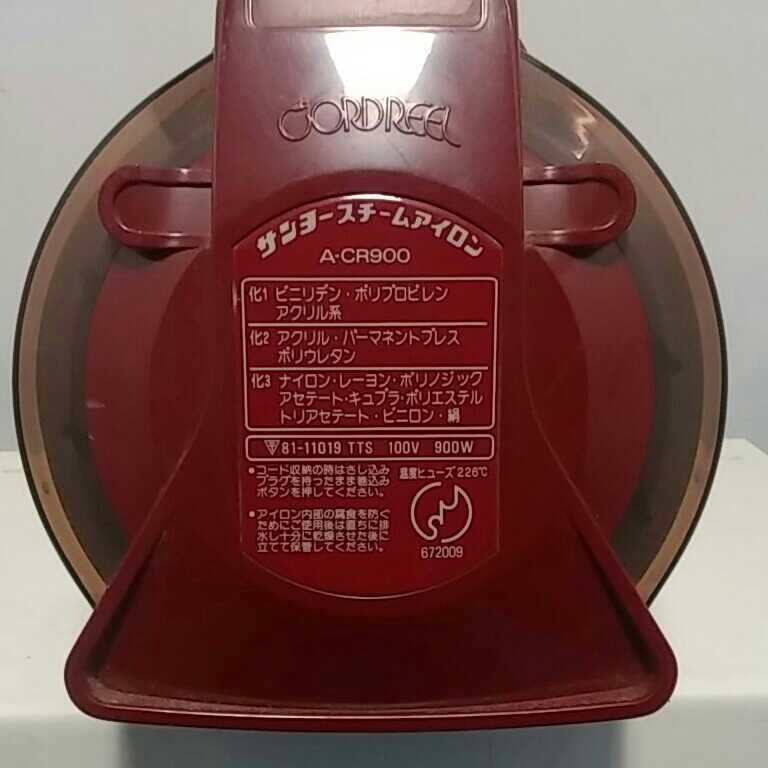 CORDREEL
サンヨースチームアイロン
A-CR900
化1 ビニリデン・ポリプロピレン
アクリル系
化2 アクリル・パーマネントプレス
ポリウレタン
化3 ナイロン・レーヨン・ポリノジック
アセテート・キュプラ・ポリエステル
トリアセテート・ビニロン・絹
〒 81-11019 TTS 100V 900W
•コード収納の時はさし込み
プラグを持ったまま巻込み
ボタンを押してください。
•アイロン内部の腐食を防ぐ
ためにご使用後は直ちに排
水し十分に乾燥させた後に
立てて保管してください。
温度ヒューズ226℃
672009